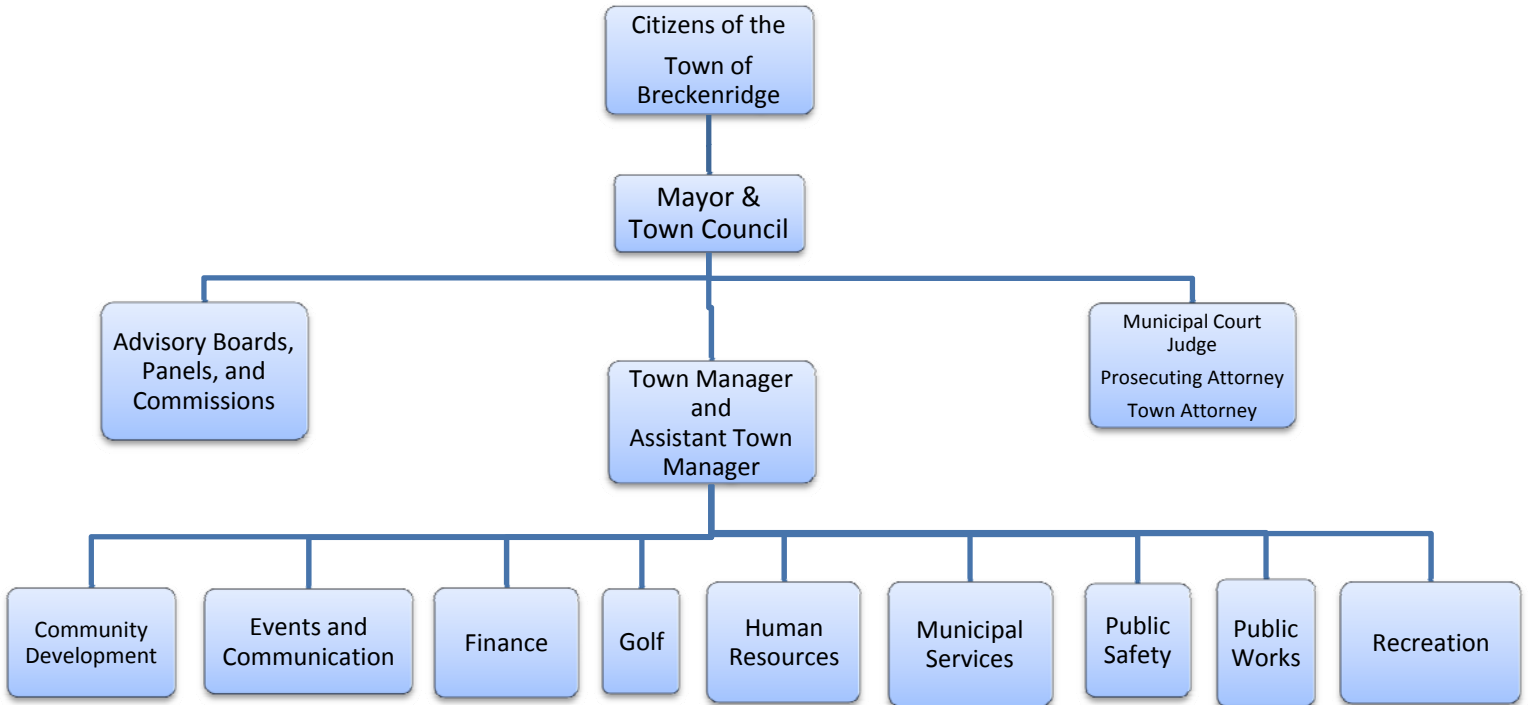 Citizens of the
Town of
Breckenridge
Mayor &
Town Council
Advisory Boards,
Panels, and
Commissions
Town Manager
and
Assistant Town
Manager
Municipal Court
Judge
Prosecuting Attorney
Town Attorney
Community
Development
Events and
Communication
Finance
Golf
Human
Resources
Municipal
Services
Public
Safety
Public
Works
Recreation